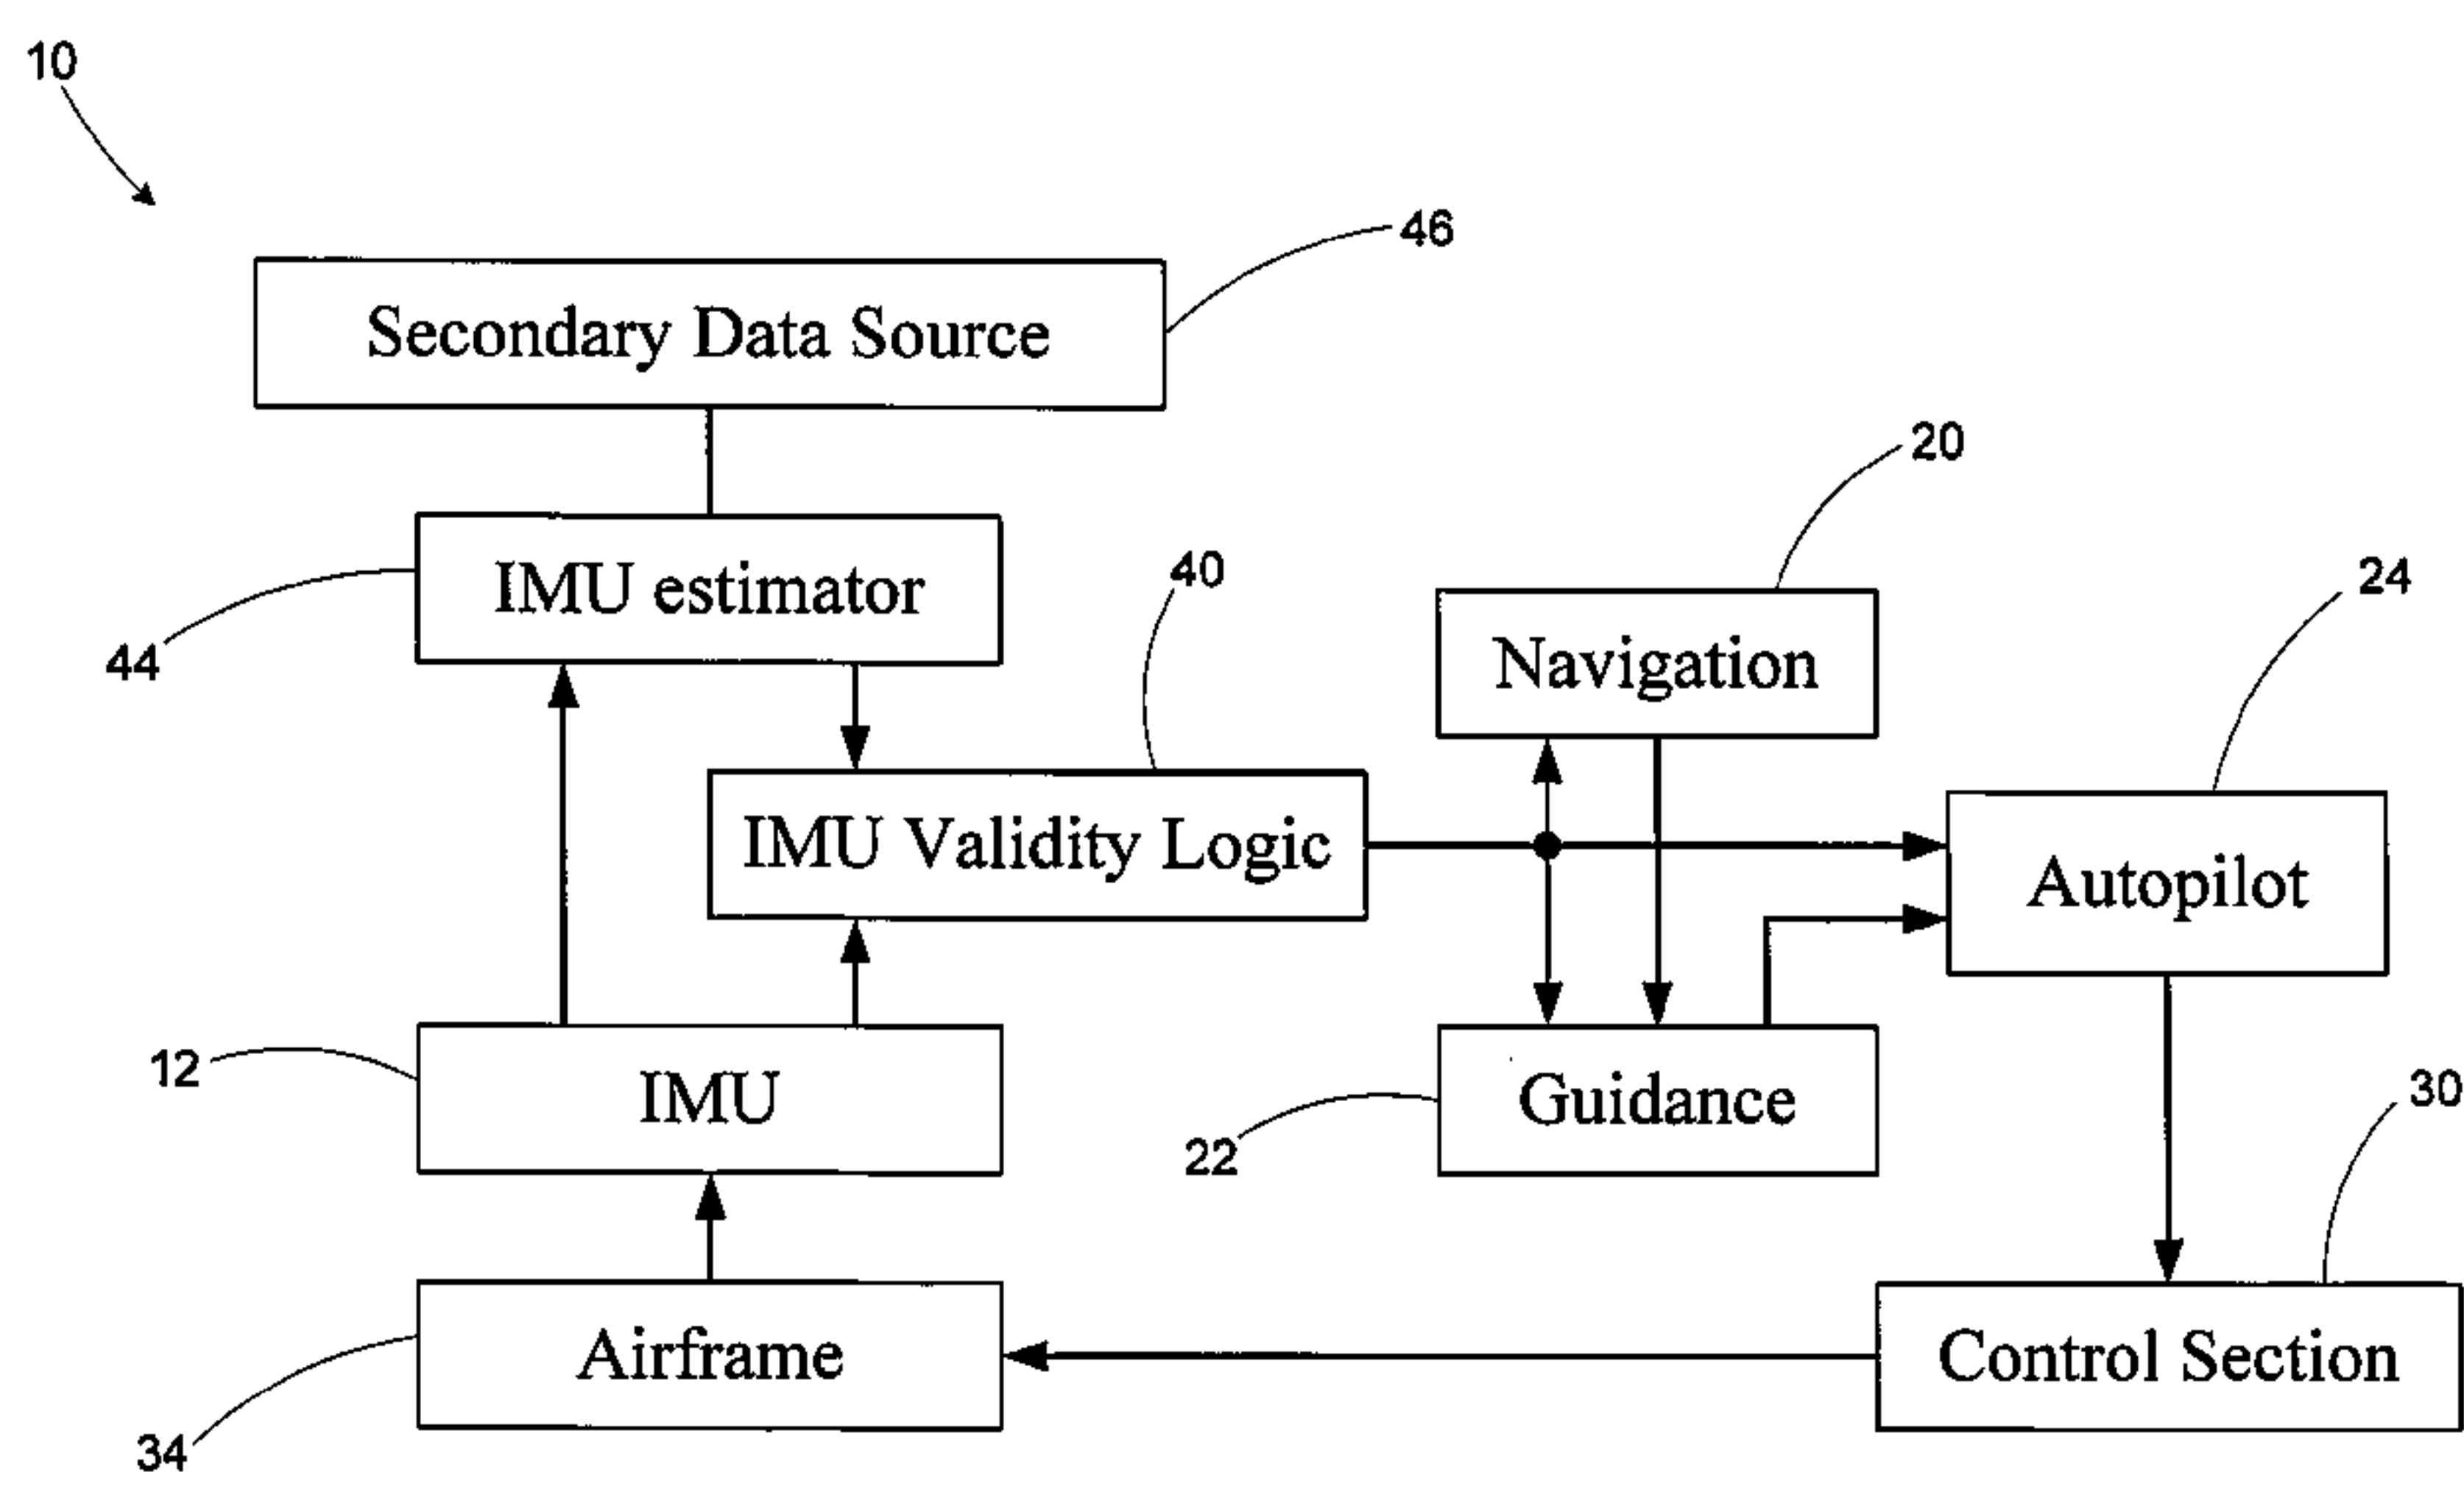 10
46
Secondary Data Source
20
IMU estimator
40
24
44
Navigation
IMU Validity Logic
Autopilot
12
IMU
Guidance
30
22
Airframe
Control Section
34